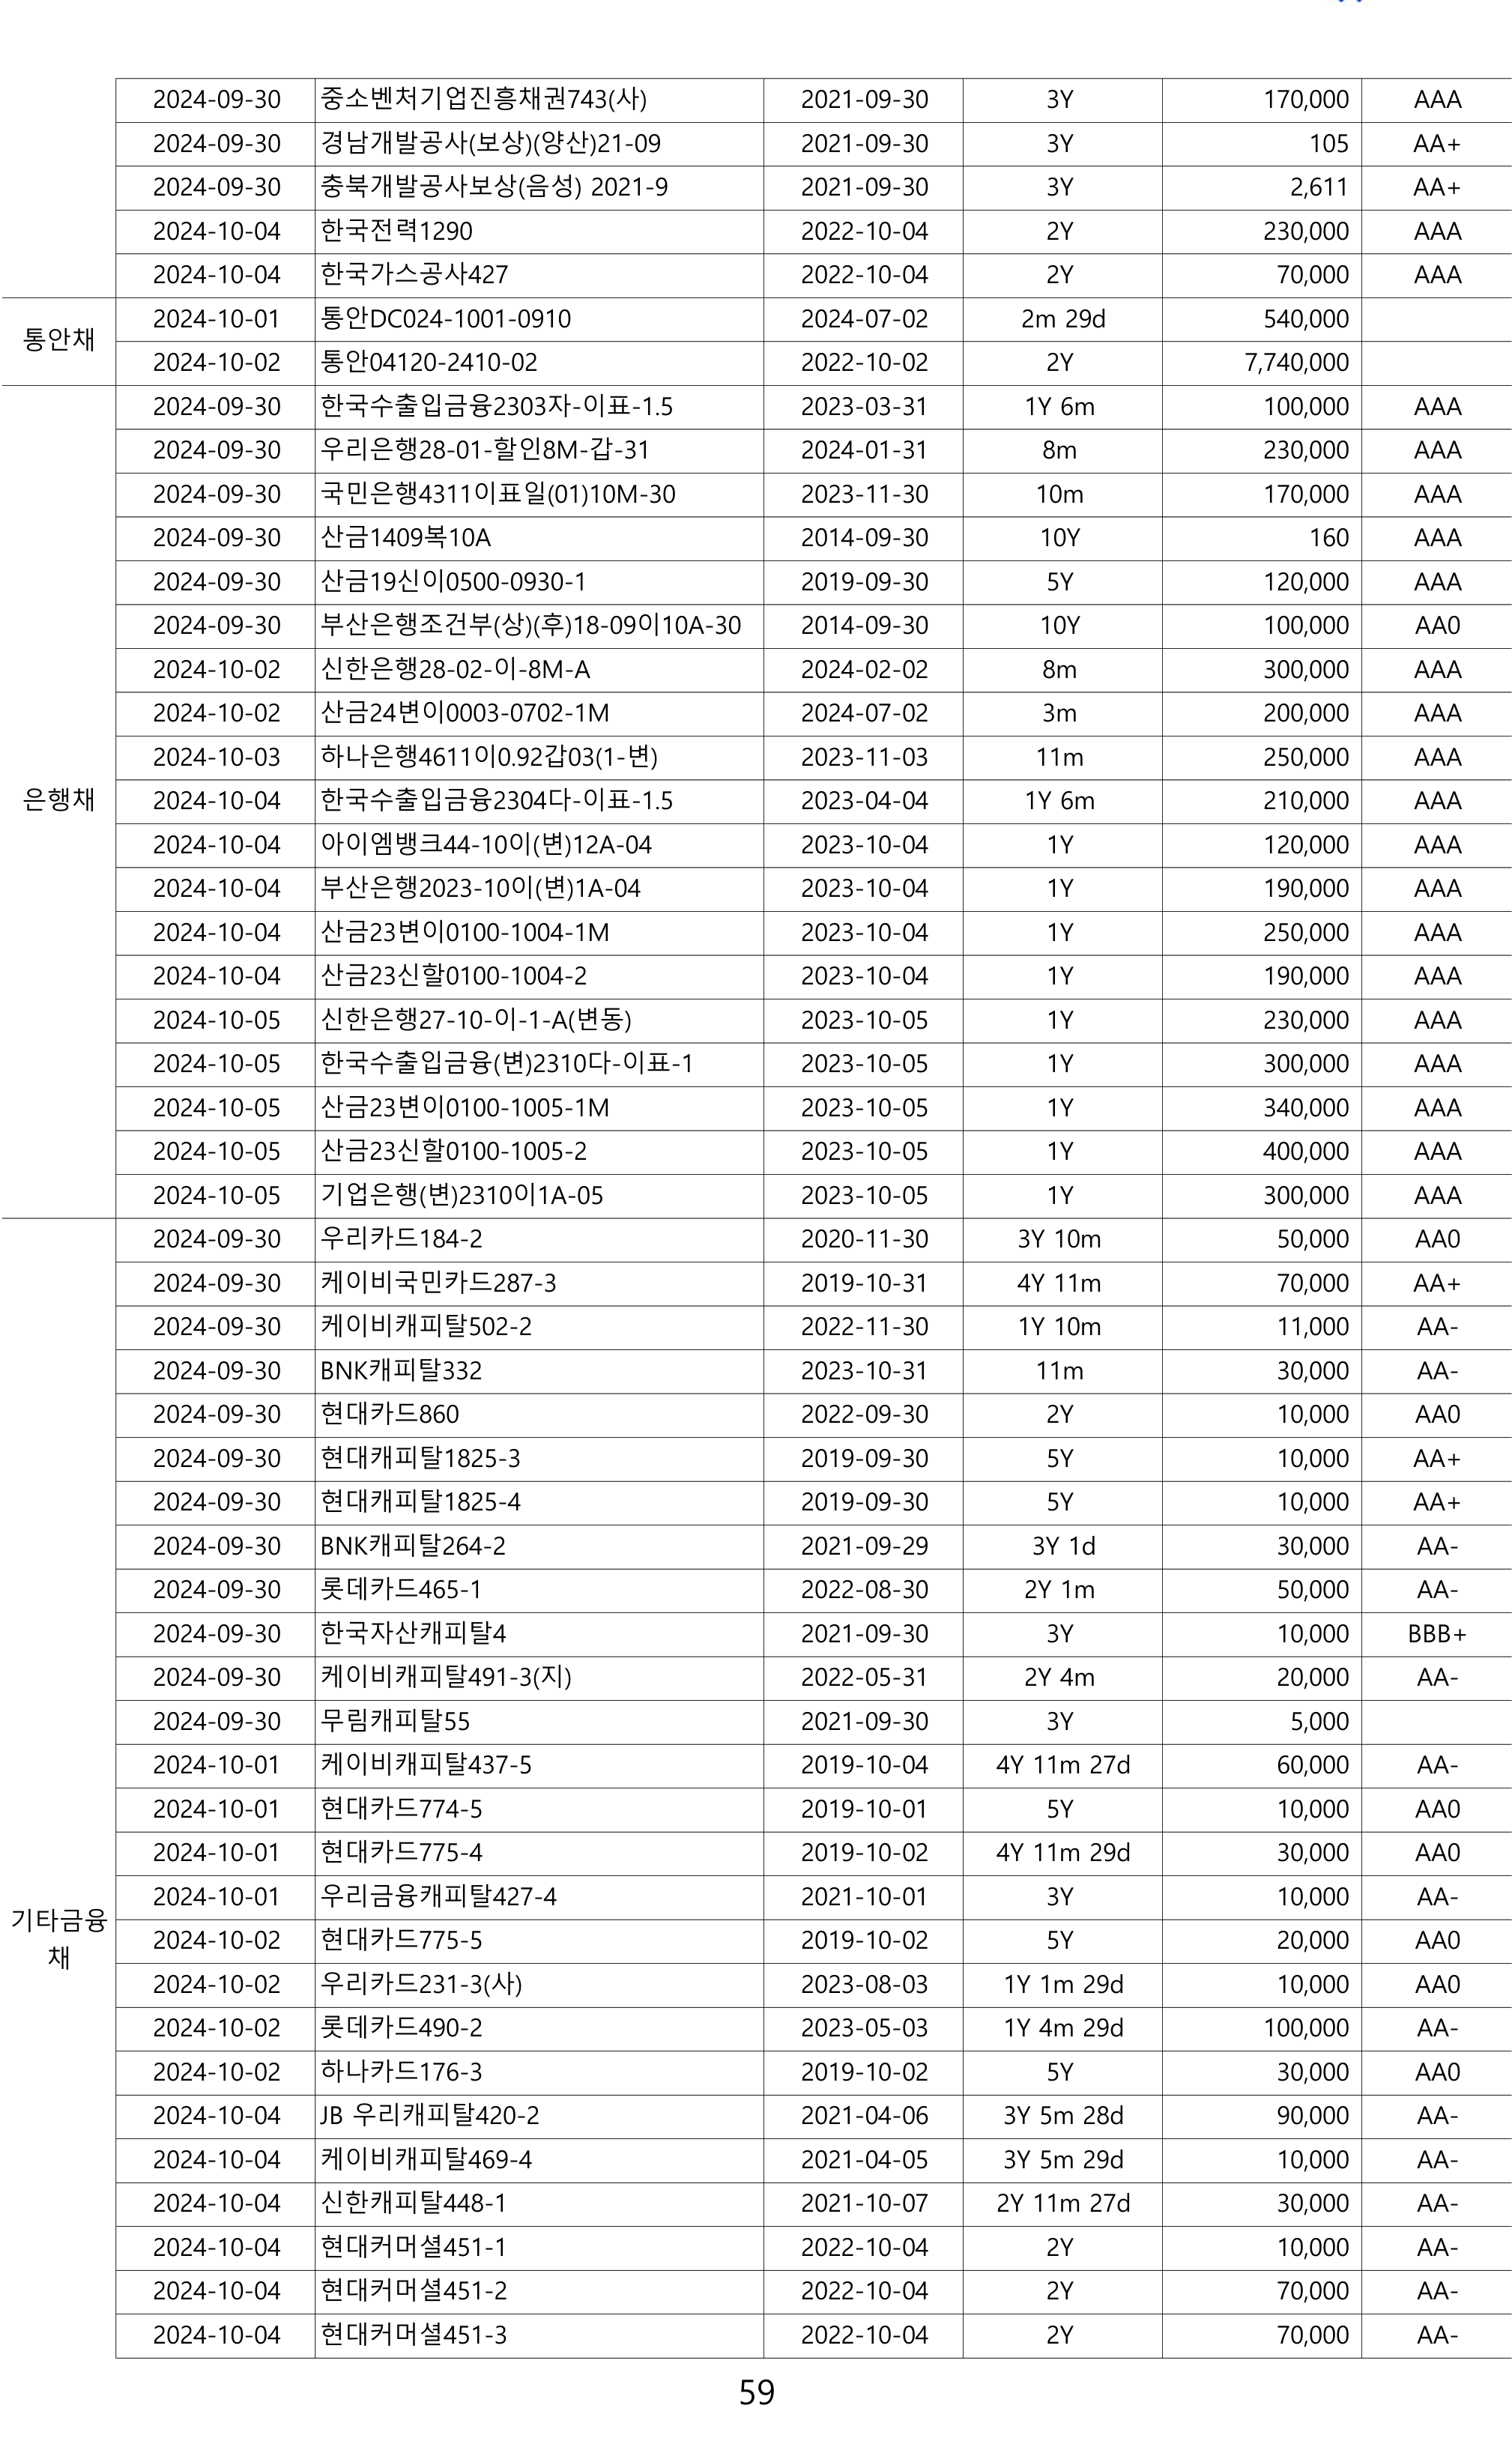 2024-09-30 중소벤처기업진흥채권743(사) 2021-09-30 3Y 170,000 AAA
2024-09-30 경남개발공사(보상)(양산)21-09 2021-09-30 3Y 105 AA+
2024-09-30 충북개발공사보상(음성) 2021-9 2021-09-30 3Y 2,611 AA+
2024-10-04 한국전력1290 2022-10-04 2Y 230,000 AAA
2024-10-04 한국가스공사427 2022-10-04 2Y 70,000 AAA
통안채
2024-10-01 통안DC024-1001-0910 2024-07-02 2m 29d 540,000
2024-10-02 통안04120-2410-02 2022-10-02 2Y 7,740,000
은행채
2024-09-30 한국수출입금융2303자-이표-1.5 2023-03-31 1Y 6m 100,000 AAA
2024-09-30 우리은행28-01-할인8M-갑-31 2024-01-31 8m 230,000 AAA
2024-09-30 국민은행4311이표일(01)10M-30 2023-11-30 10m 170,000 AAA
2024-09-30 산금1409복10A 2014-09-30 10Y 160 AAA
2024-09-30 산금19신이0500-0930-1 2019-09-30 5Y 120,000 AAA
2024-09-30 부산은행조건부(상)(후)18-09이10A-30 2014-09-30 10Y 100,000 AA0
2024-10-02 신한은행28-02-이-8M-A 2024-02-02 8m 300,000 AAA
2024-10-02 산금24변이0003-0702-1M 2024-07-02 3m 200,000 AAA
2024-10-03 하나은행4611이0.92갑03(1-변) 2023-11-03 11m 250,000 AAA
2024-10-04 한국수출입금융2304다-이표-1.5 2023-04-04 1Y 6m 210,000 AAA
2024-10-04 아이엠뱅크44-10이(변)12A-04 2023-10-04 1Y 120,000 AAA
2024-10-04 부산은행2023-10이(변)1A-04 2023-10-04 1Y 190,000 AAA
2024-10-04 산금23변이0100-1004-1M 2023-10-04 1Y 250,000 AAA
2024-10-04 산금23신할0100-1004-2 2023-10-04 1Y 190,000 AAA
2024-10-05 신한은행27-10-이-1-A(변동) 2023-10-05 1Y 230,000 AAA
2024-10-05 한국수출입금융(변)2310다-이표-1 2023-10-05 1Y 300,000 AAA
2024-10-05 산금23변이0100-1005-1M 2023-10-05 1Y 340,000 AAA
2024-10-05 산금23신할0100-1005-2 2023-10-05 1Y 400,000 AAA
2024-10-05 기업은행(변)2310이1A-05 2023-10-05 1Y 300,000 AAA
기타금융
채
2024-09-30 우리카드184-2 2020-11-30 3Y 10m 50,000 AA0
2024-09-30 케이비국민카드287-3 2019-10-31 4Y 11m 70,000 AA+
2024-09-30 케이비캐피탈502-2 2022-11-30 1Y 10m 11,000 AA-
2024-09-30 BNK캐피탈332 2023-10-31 11m 30,000 AA-
2024-09-30 현대카드860 2022-09-30 2Y 10,000 AA0
2024-09-30 현대캐피탈1825-3 2019-09-30 5Y 10,000 AA+
2024-09-30 현대캐피탈1825-4 2019-09-30 5Y 10,000 AA+
2024-09-30 BNK캐피탈264-2 2021-09-29 3Y 1d 30,000 AA-
2024-09-30 롯데카드465-1 2022-08-30 2Y 1m 50,000 AA-
2024-09-30 한국자산캐피탈4 2021-09-30 3Y 10,000 BBB+
2024-09-30 케이비캐피탈491-3(지) 2022-05-31 2Y 4m 20,000 AA-
2024-09-30 무림캐피탈55 2021-09-30 3Y 5,000
2024-10-01 케이비캐피탈437-5 2019-10-04 4Y 11m 27d 60,000 AA-
2024-10-01 현대카드774-5 2019-10-01 5Y 10,000 AA0
2024-10-01 현대카드775-4 2019-10-02 4Y 11m 29d 30,000 AA0
2024-10-01 우리금융캐피탈427-4 2021-10-01 3Y 10,000 AA-
2024-10-02 현대카드775-5 2019-10-02 5Y 20,000 AA0
2024-10-02 우리카드231-3(사) 2023-08-03 1Y 1m 29d 10,000 AA0
2024-10-02 롯데카드490-2 2023-05-03 1Y 4m 29d 100,000 AA-
2024-10-02 하나카드176-3 2019-10-02 5Y 30,000 AA0
2024-10-04 JB 우리캐피탈420-2 2021-04-06 3Y 5m 28d 90,000 AA-
2024-10-04 케이비캐피탈469-4 2021-04-05 3Y 5m 29d 10,000 AA-
2024-10-04 신한캐피탈448-1 2021-10-07 2Y 11m 27d 30,000 AA-
2024-10-04 현대커머셜451-1 2022-10-04 2Y 10,000 AA-
2024-10-04 현대커머셜451-2 2022-10-04 2Y 70,000 AA-
2024-10-04 현대커머셜451-3 2022-10-04 2Y 70,000 AA-
59